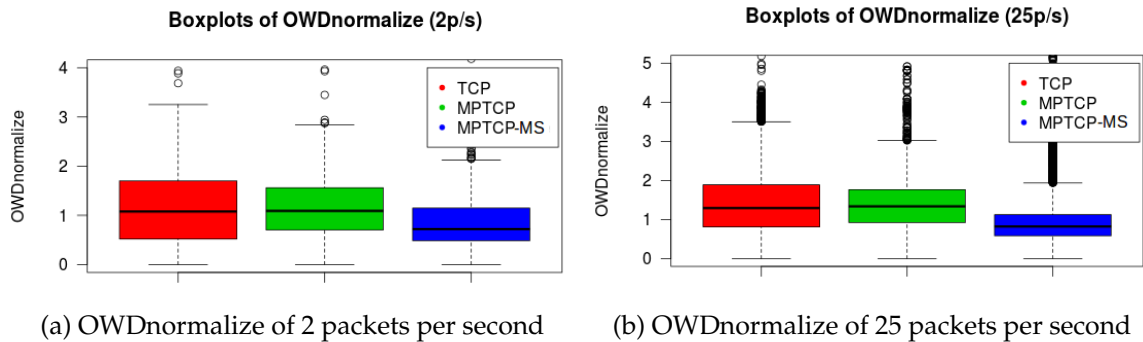 Boxplots of OWDnormalize (2p/s)
OWDnormalize
4
3
2
1
0
TCP
MPTCP
MPTCP-MS
(a) OWDnormalize of 2 packets per second
Boxplots of OWDnormalize (25p/s)
OWDnormalize
5
4
3
2
1
0
TCP
MPTCP
MPTCP-MS
(b) OWDnormalize of 25 packets per second